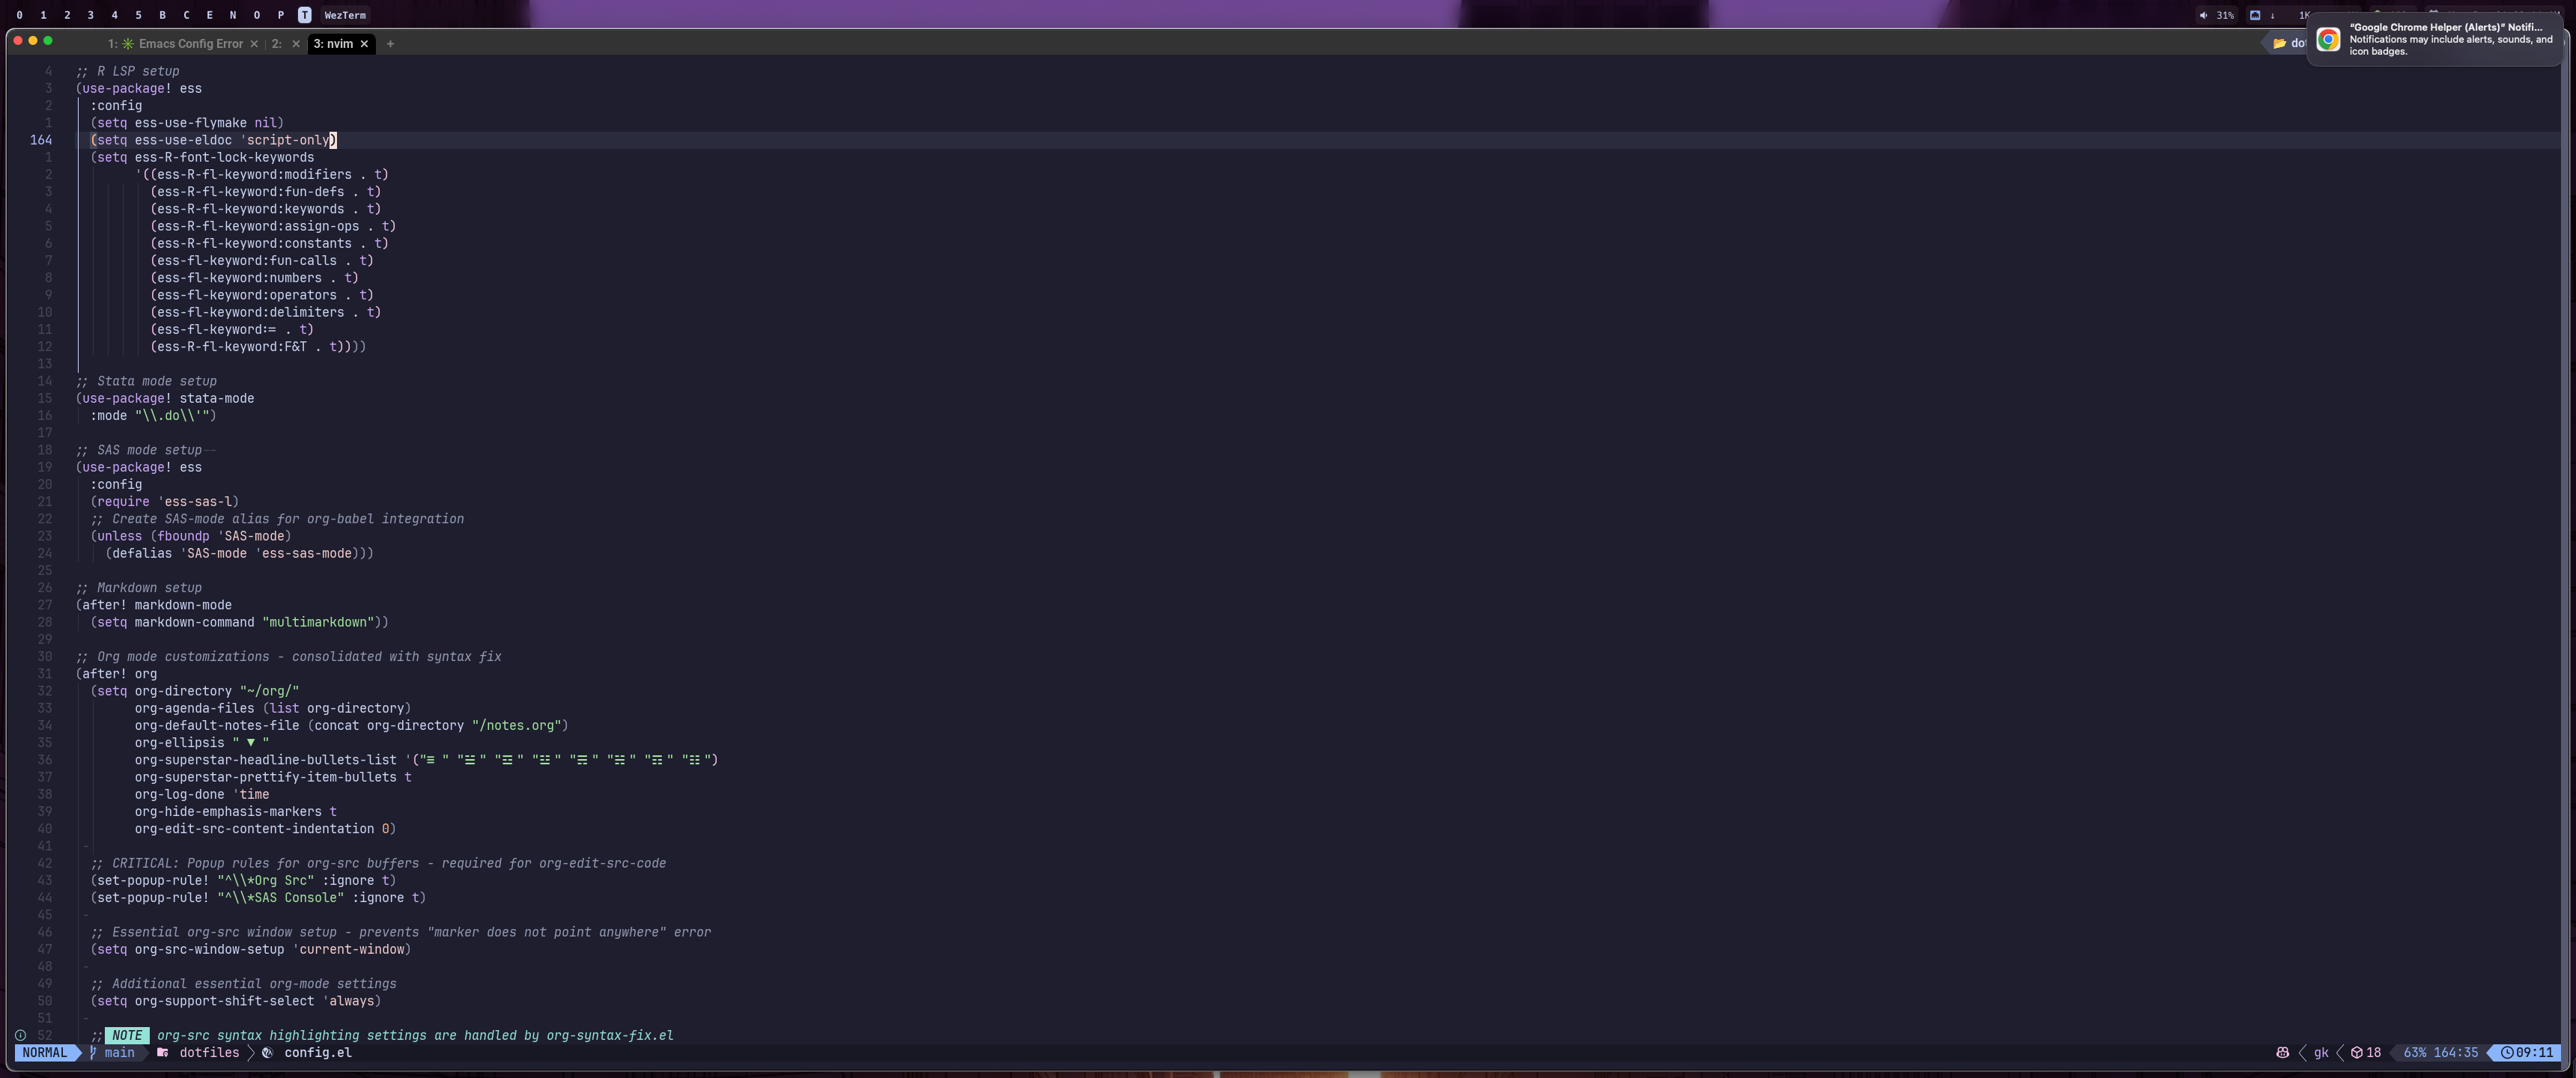 0 1 2 3 4 5 B C E N O P T WezTerm
31% ↓ 1K
1: ✳ Emacs Config Error × | 2: × 3: nvim × +
“Google Chrome Helper (Alerts)” Notifi...
Notifications may include alerts, sounds, and
icon badges.
4 ;; R LSP setup
3 (use-package! ess
2 :config
1 (setq ess-use-flymake nil)
164 (setq ess-use-eldoc 'script-only)
1 (setq ess-R-font-lock-keywords
2 '((ess-R-fl-keyword:modifiers . t)
3 (ess-R-fl-keyword:fun-defs . t)
4 (ess-R-fl-keyword:keywords . t)
5 (ess-R-fl-keyword:assign-ops . t)
6 (ess-R-fl-keyword:constants . t)
7 (ess-fl-keyword:fun-calls . t)
8 (ess-fl-keyword:numbers . t)
9 (ess-fl-keyword:operators . t)
10 (ess-fl-keyword:delimiters . t)
11 (ess-fl-keyword:= . t)
12 (ess-R-fl-keyword:F&T . t))))
13
14 ;; Stata mode setup
15 (use-package! stata-mode
16 :mode "\\.do\\'")
17
18 ;; SAS mode setup--
19 (use-package! ess
20 :config
21 (require 'ess-sas-l)
22 ;; Create SAS-mode alias for org-babel integration
23 (unless (fboundp 'SAS-mode)
24 (defalias 'SAS-mode 'ess-sas-mode)))
25
26 ;; Markdown setup
27 (after! markdown-mode
28 (setq markdown-command "multimarkdown"))
29
30 ;; Org mode customizations - consolidated with syntax fix
31 (after! org
32 (setq org-directory "~/org/"
33 org-agenda-files (list org-directory)
34 org-default-notes-file (concat org-directory "/notes.org")
35 org-ellipsis " ▼ "
36 org-superstar-headline-bullets-list '("≡ " "☱ " "☲ " "☳ " "☴ " "☵ " "☶ " "☷ ")
37 org-superstar-prettify-item-bullets t
38 org-log-done 'time
39 org-hide-emphasis-markers t
40 org-edit-src-content-indentation 0)
41 -
42 ;; CRITICAL: Popup rules for org-src buffers - required for org-edit-src-code
43 (set-popup-rule! "^\\*Org Src" :ignore t)
44 (set-popup-rule! "^\\*SAS Console" :ignore t)
45 -
46 ;; Essential org-src window setup - prevents "marker does not point anywhere" error
47 (setq org-src-window-setup 'current-window)
48 -
49 ;; Additional essential org-mode settings
50 (setq org-support-shift-select 'always)
51 -
52 ;; NOTE org-src syntax highlighting settings are handled by org-syntax-fix.el
NORMAL main dotfiles config.el gk 18 63% 164:35 09:11